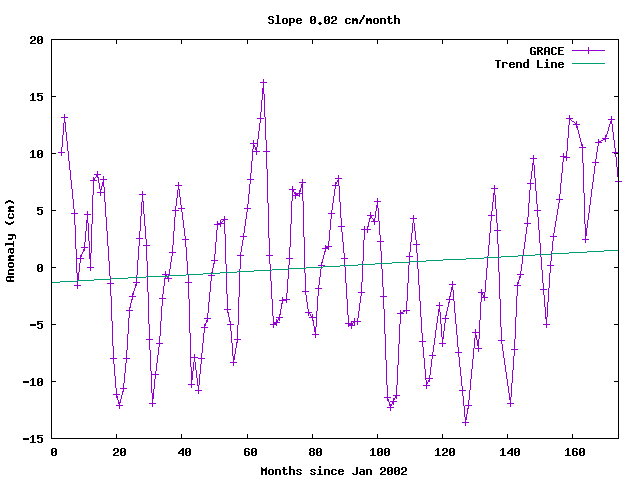 Slope 0.02 cm/month
GRACE
Trend Line
20
15
10
5
0
-5
-10
-15
Anomaly (cm)
0 20 40 60 80 100 120 140 160
Months since Jan 2002